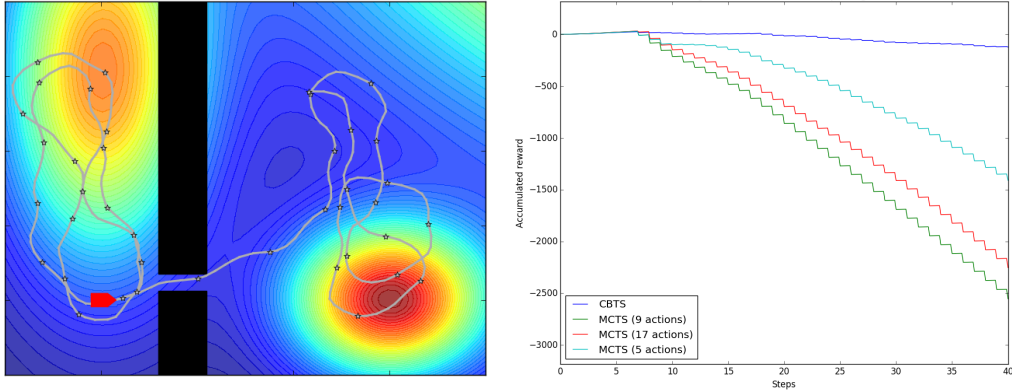 0
−500
−1000
−1500
−2000
−2500
−3000
Accumulated reward
CBTS
MCTS (9 actions)
MCTS (17 actions)
MCTS (5 actions)
0 5 10 15 20 25 30 35 40
Steps